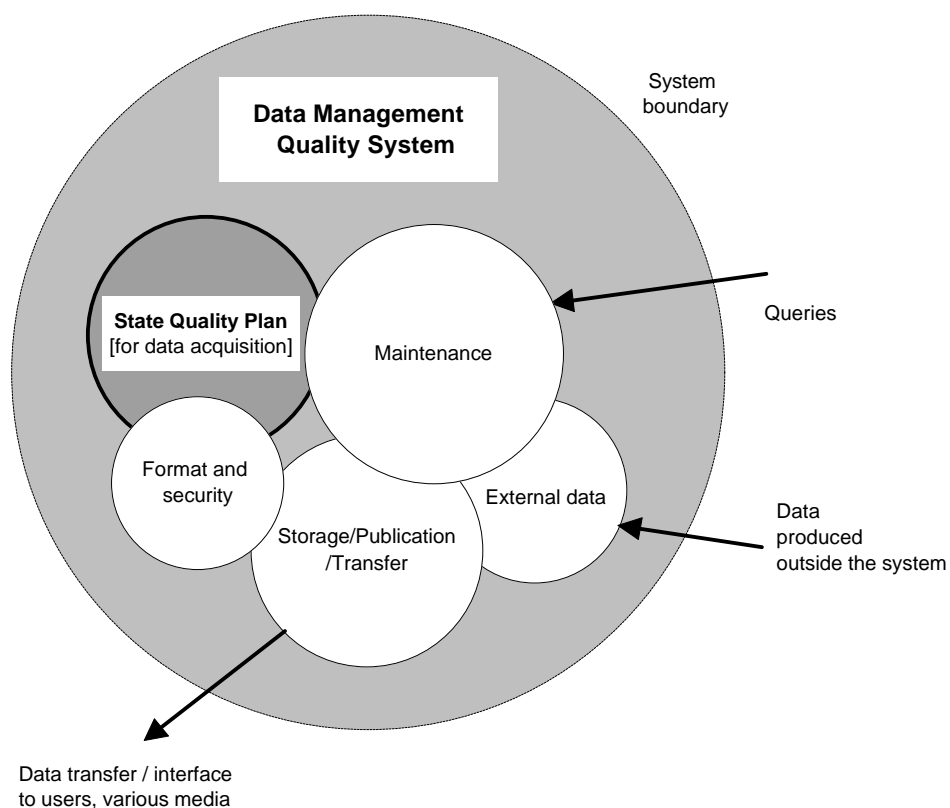 System
boundary
Data Management
Quality System
State Quality Plan
[for data acquisition]
Maintenance
Queries
Format and
security
External data
Storage/Publication
/Transfer
Data
produced
outside the system
Data transfer / interface
to users, various media